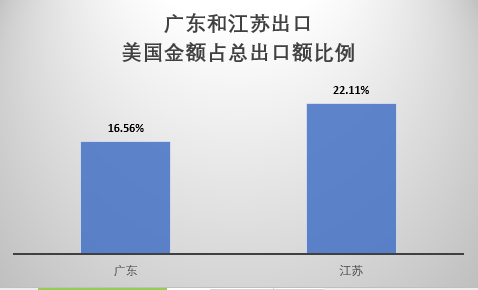 广东和江苏出口
美国金额占总出口额比例
22.11%
16.56%
广东
江苏